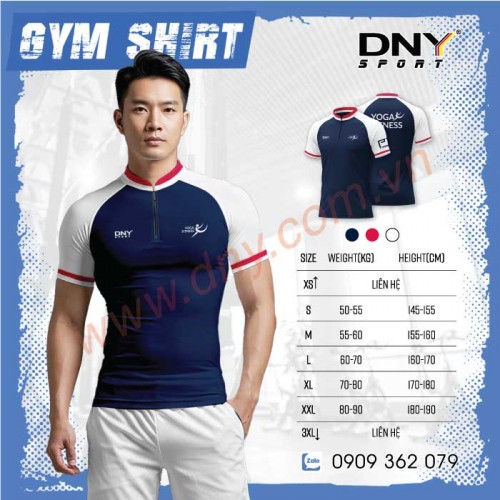 GYM SHIRT
DNY
SPORT
YOGA
FITNESS
DNY
SPORT
YOGA
FITNESS
www.dny.com.vn
SIZE WEIGHT(KG) HEIGHT(CM)
XS↑ LIÊN HỆ
S 50-55 145-155
M 55-60 155-160
L 60-70 160-170
XL 70-80 170-180
XXL 80-90 180-190
3XL↓ LIÊN HỆ
Zalo 0909 362 079